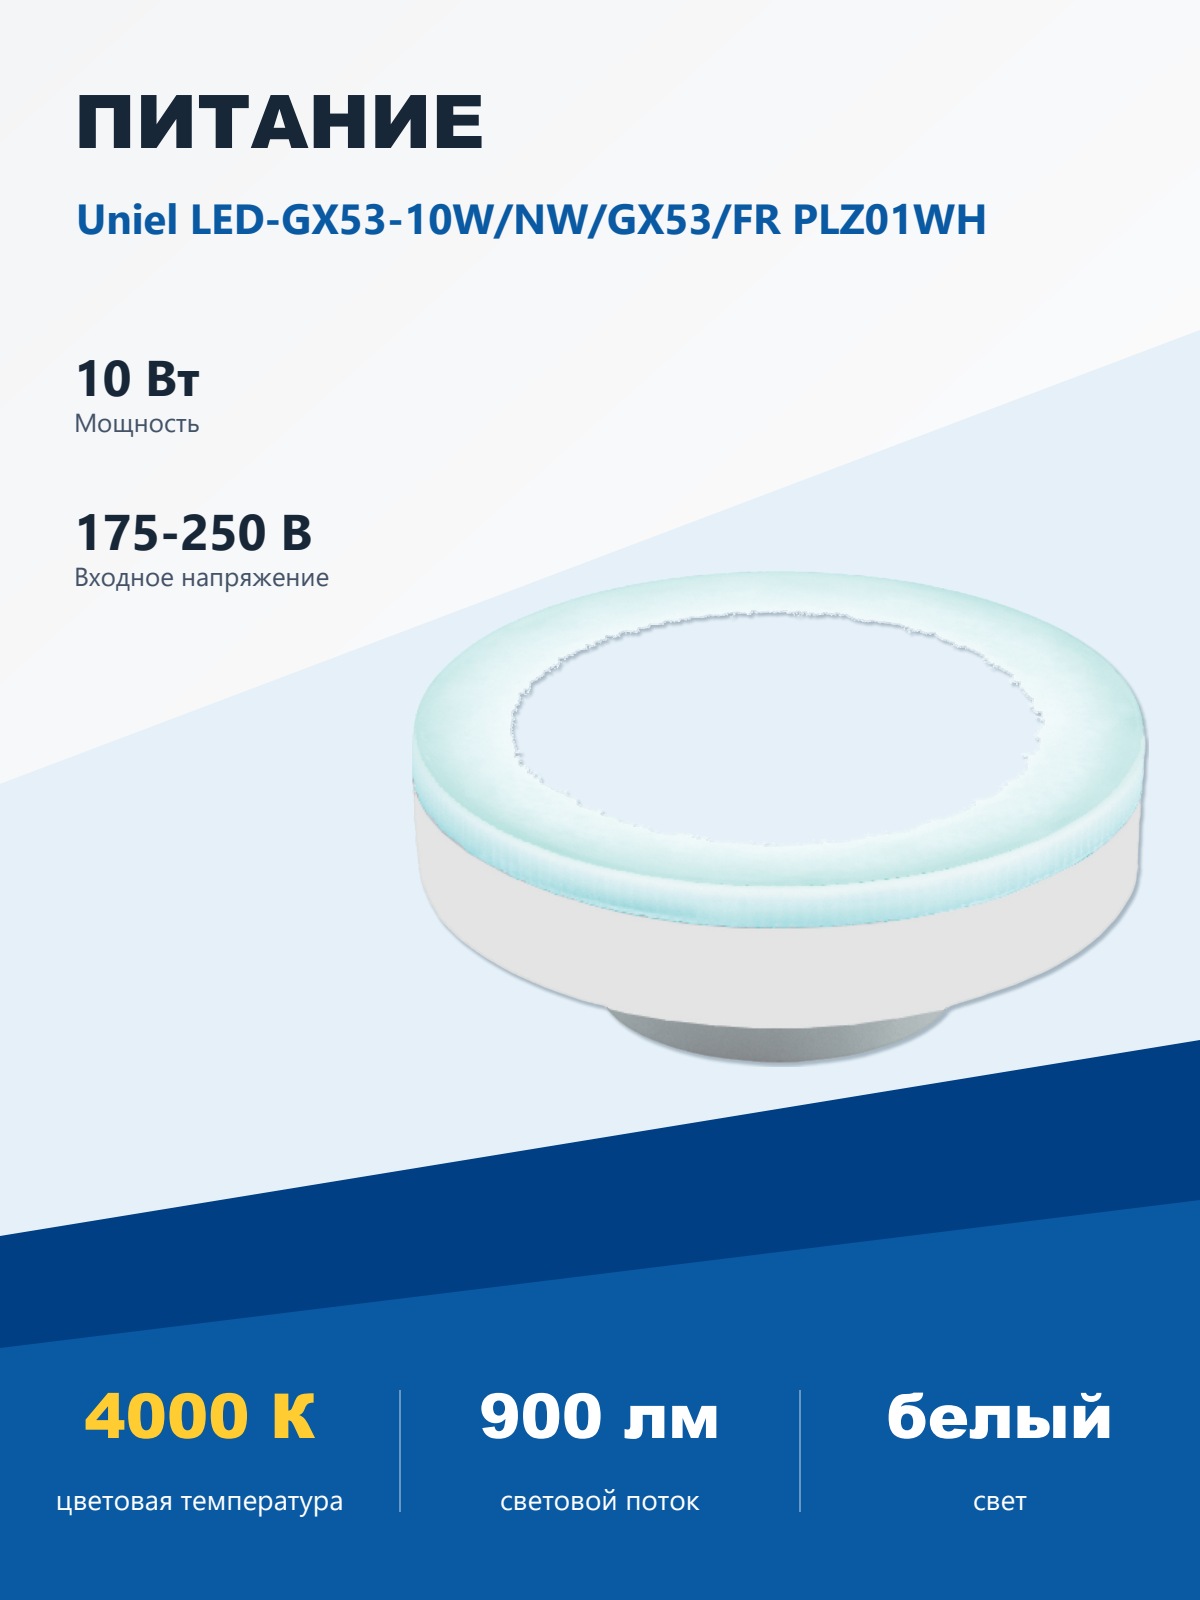 ПИТАНИЕ
Uniel LED-GX53-10W/NW/GX53/FR PLZ01WH
10 Вт
Мощность
175-250 В
Входное напряжение
4000 К
цветовая температура
900 лм
световой поток
белый
свет